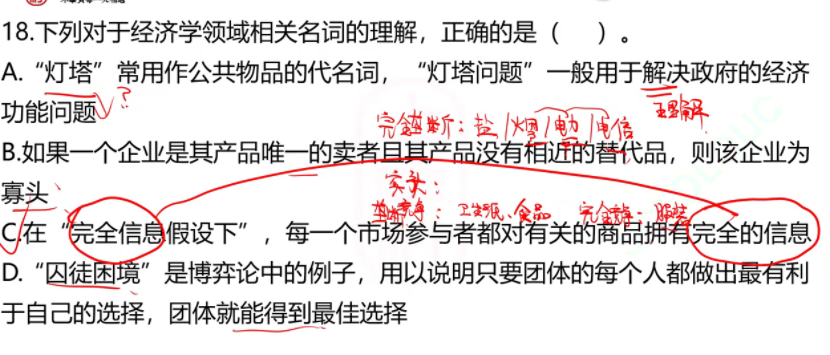 18.下列对于经济学领域相关名词的理解，正确的是（ ）。
A.“灯塔”常用作公共物品的代名词，“灯塔问题”一般用于解决政府的经济
功能问题
?
理解
完全垄断：盐/烟/电力/电信
B.如果一个企业是其产品唯一的卖者且其产品没有相近的替代品，则该企业为
寡头
寡头：
垄断竞争：卫生纸、食品 完全竞争：服装
C.在“完全信息假设下”，每一个市场参与者都对有关的商品拥有完全的信息
D.“囚徒困境”是博弈论中的例子，用以说明只要团体的每个人都做出最有利
于自己的选择，团体就能得到最佳选择